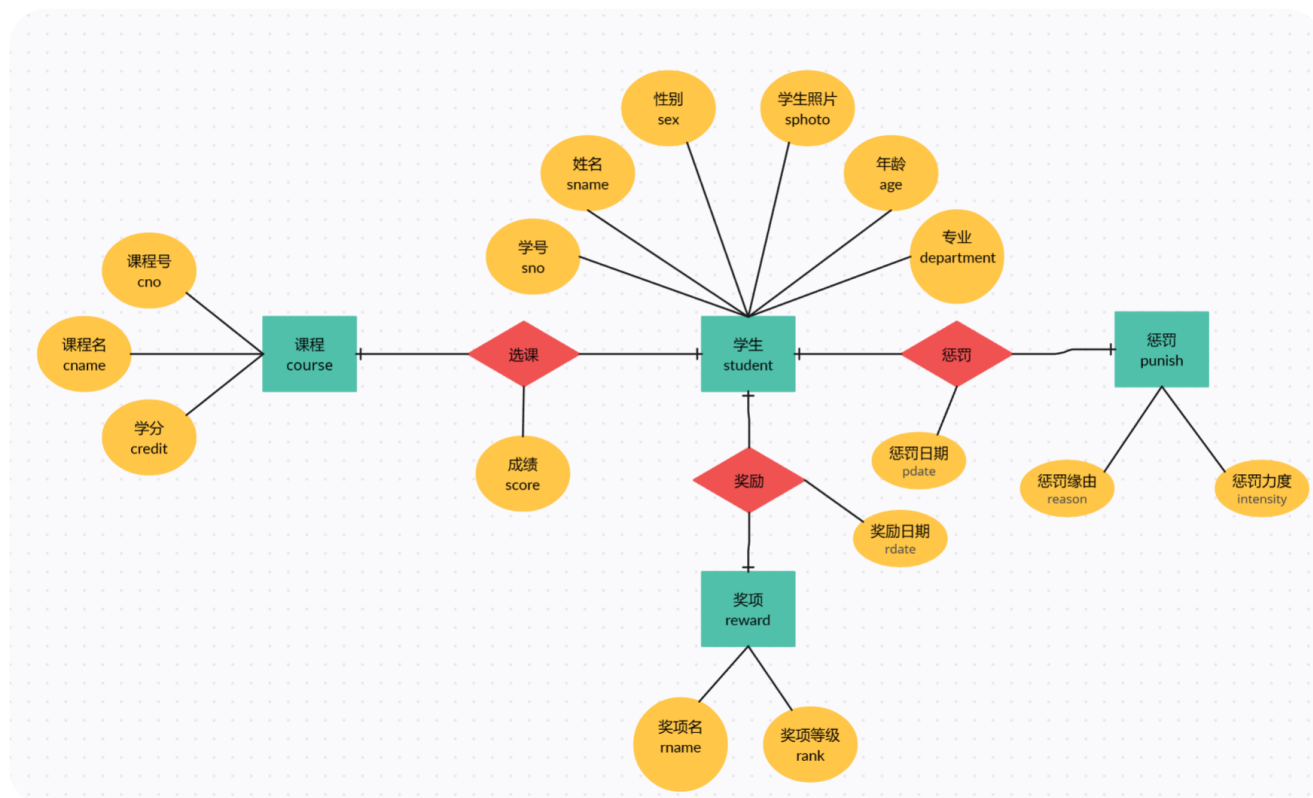 性别
sex
学生照片
sphoto
姓名
sname
年龄
age
学号
sno
专业
department
课程号
cno
课程名
cname
学分
credit
课程
course
选课
成绩
score
学生
student
惩罚
惩罚
punish
惩罚日期
pdate
惩罚缘由
reason
惩罚力度
intensity
奖励
奖励日期
rdate
奖项
reward
奖项名
rname
奖项等级
rank